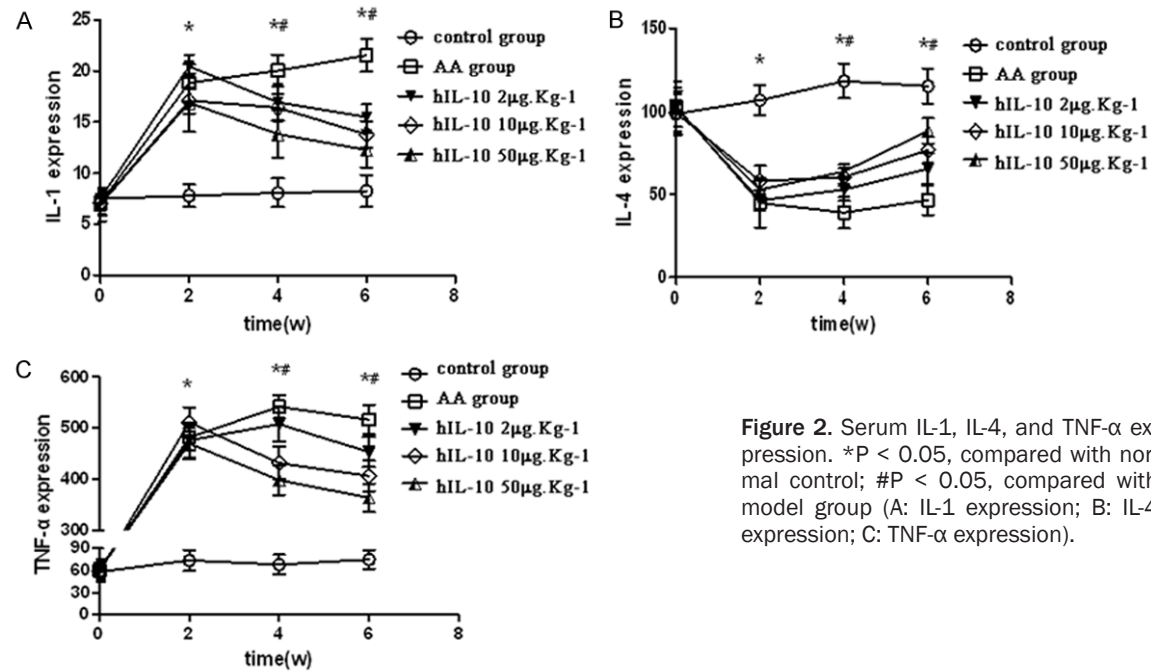 A
25
20
15
10
5
0
IL-1 expression
0 2 4 6 8
time(w)
* *# *#
control group
AA group
hIL-10 2μg.Kg-1
hIL-10 10μg.Kg-1
hIL-10 50μg.Kg-1
B
150
100
50
0
IL-4 expression
0 2 4 6 8
time(w)
* *# *#
control group
AA group
hIL-10 2μg.Kg-1
hIL-10 10μg.Kg-1
hIL-10 50μg.Kg-1
C
600
500
400
300
90
60
30
0
TNF-α expression
0 2 4 6 8
time(w)
* *# *#
control group
AA group
hIL-10 2μg.Kg-1
hIL-10 10μg.Kg-1
hIL-10 50μg.Kg-1
Figure 2. Serum IL-1, IL-4, and TNF-α ex-
pression. *P < 0.05, compared with nor-
mal control; #P < 0.05, compared with
model group (A: IL-1 expression; B: IL-4
expression; C: TNF-α expression).